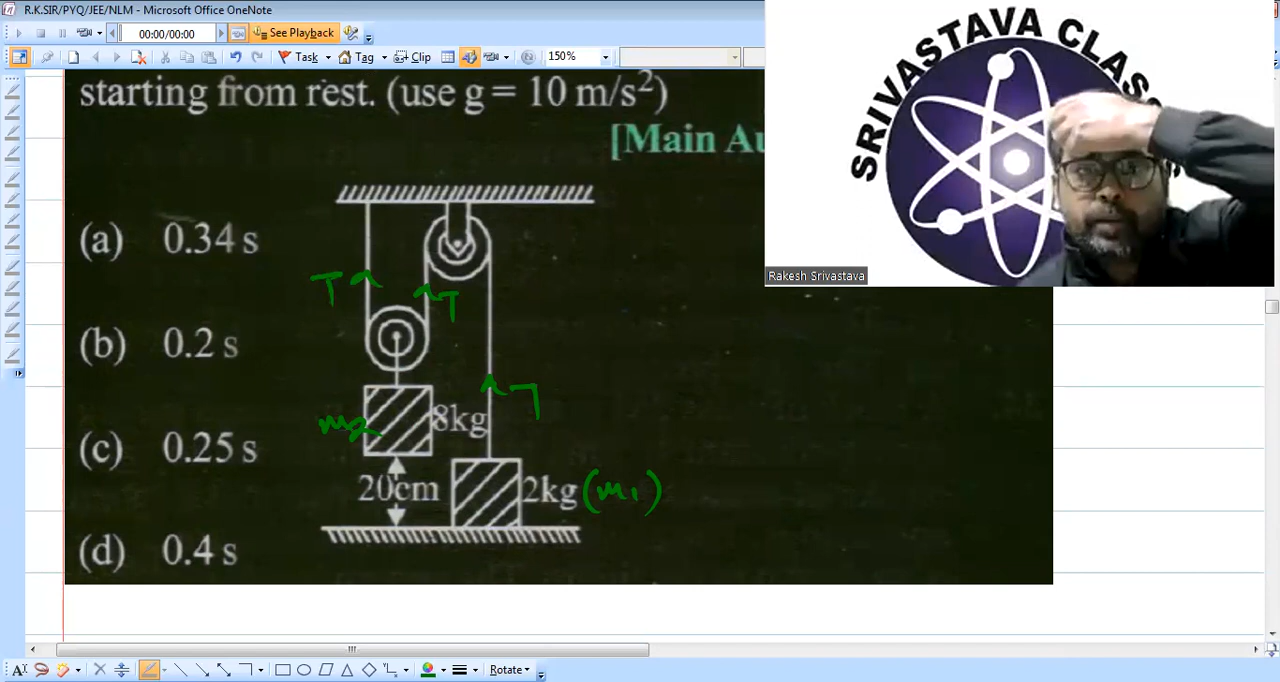 R.K.SIR/PYQ/JEE/NLM - Microsoft Office OneNote
00:00/00:00
See Playback
Task
Tag
Clip
150%
starting from rest. (use g = 10 m/s²)
[Main Au
SRIVASTAVA CLASS
Rakesh Srivastava
(a) 0.34 s
(b) 0.2 s
(c) 0.25 s
(d) 0.4 s
T
T
T
m₂
8kg
20cm
2kg (m₁)
Rotate